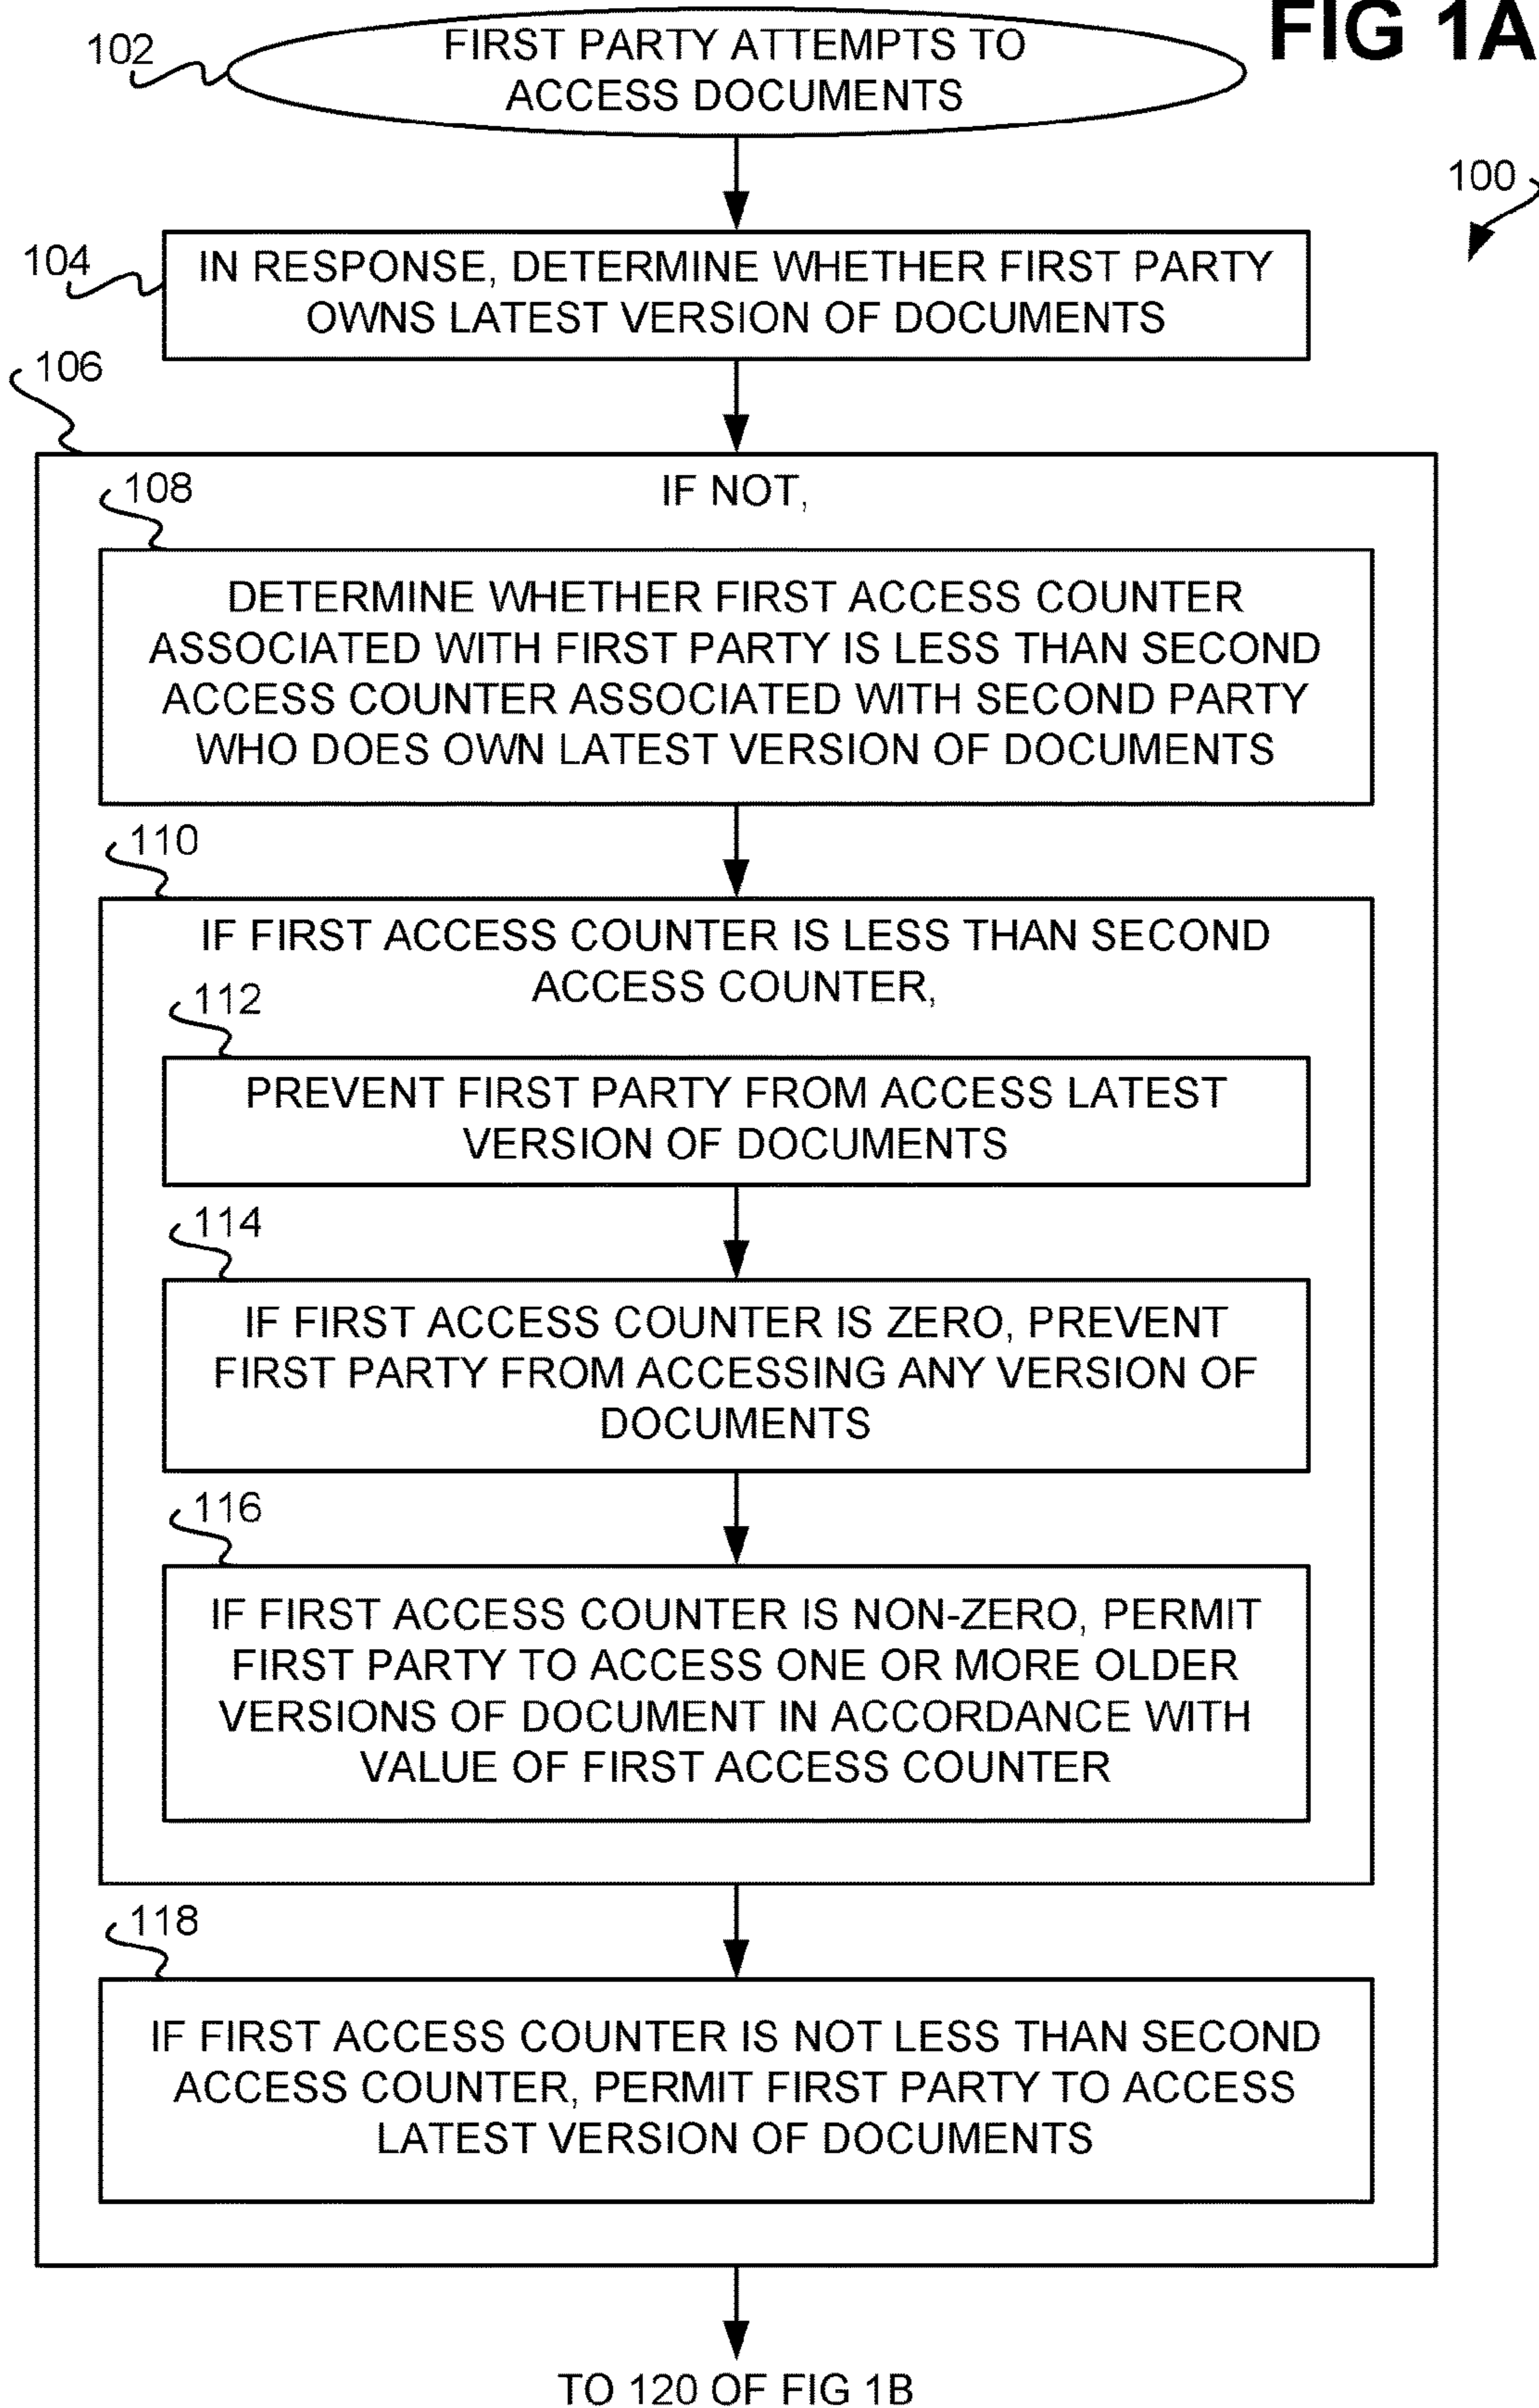 FIG 1A
102
FIRST PARTY ATTEMPTS TO
ACCESS DOCUMENTS
100
104
IN RESPONSE, DETERMINE WHETHER FIRST PARTY
OWNS LATEST VERSION OF DOCUMENTS
106
IF NOT,
108
DETERMINE WHETHER FIRST ACCESS COUNTER
ASSOCIATED WITH FIRST PARTY IS LESS THAN SECOND
ACCESS COUNTER ASSOCIATED WITH SECOND PARTY
WHO DOES OWN LATEST VERSION OF DOCUMENTS
110
IF FIRST ACCESS COUNTER IS LESS THAN SECOND
ACCESS COUNTER,
112
PREVENT FIRST PARTY FROM ACCESS LATEST
VERSION OF DOCUMENTS
114
IF FIRST ACCESS COUNTER IS ZERO, PREVENT
FIRST PARTY FROM ACCESSING ANY VERSION OF
DOCUMENTS
116
IF FIRST ACCESS COUNTER IS NON-ZERO, PERMIT
FIRST PARTY TO ACCESS ONE OR MORE OLDER
VERSIONS OF DOCUMENT IN ACCORDANCE WITH
VALUE OF FIRST ACCESS COUNTER
118
IF FIRST ACCESS COUNTER IS NOT LESS THAN SECOND
ACCESS COUNTER, PERMIT FIRST PARTY TO ACCESS
LATEST VERSION OF DOCUMENTS
TO 120 OF FIG 1B